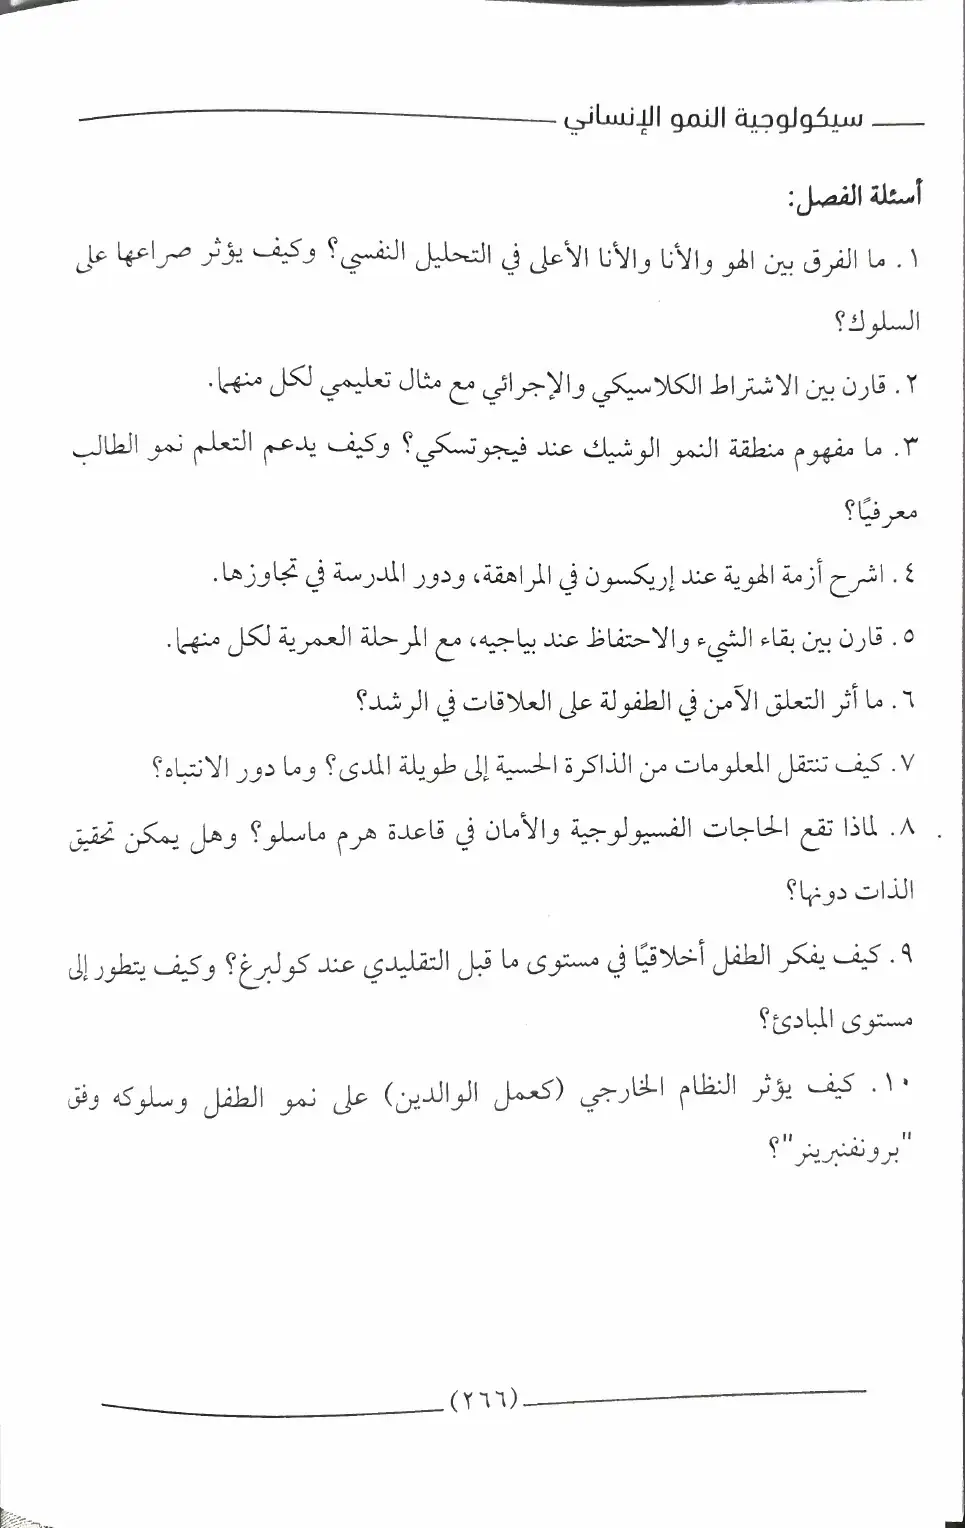 سيكولوجية النمو الإنساني
أسئلة الفصل:
١. ما الفرق بين الهو والأنا والأنا الأعلى في التحليل النفسي؟ وكيف يؤثر صراعها على
السلوك؟
٢. قارن بين الاشتراط الكلاسيكي والإجرائي مع مثال تعليمي لكل منهما.
٣. ما مفهوم منطقة النمو الوشيك عند فيجوتسكي؟ وكيف يدعم التعلم نمو الطالب
معرفيًا؟
٤. اشرح أزمة الهوية عند إريكسون في المراهقة، ودور المدرسة في تجاوزها.
٥. قارن بين بقاء الشيء والاحتفاظ عند بياجيه، مع المرحلة العمرية لكل منهما.
٦. ما أثر التعلق الآمن في الطفولة على العلاقات في الرشد؟
٧. كيف تنتقل المعلومات من الذاكرة الحسية إلى طويلة المدى؟ وما دور الانتباه؟
٨. لماذا تقع الحاجات الفسيولوجية والأمان في قاعدة هرم ماسلو؟ وهل يمكن تحقيق
الذات دونها؟
٩. كيف يفكر الطفل أخلاقيًا في مستوى ما قبل التقليدي عند كولبرغ؟ وكيف يتطور إلى
مستوى المبادئ؟
١٠. كيف يؤثر النظام الخارجي (كعمل الوالدين) على نمو الطفل وسلوكه وفق
"برونفنبرينر"؟
(٢٦٦)